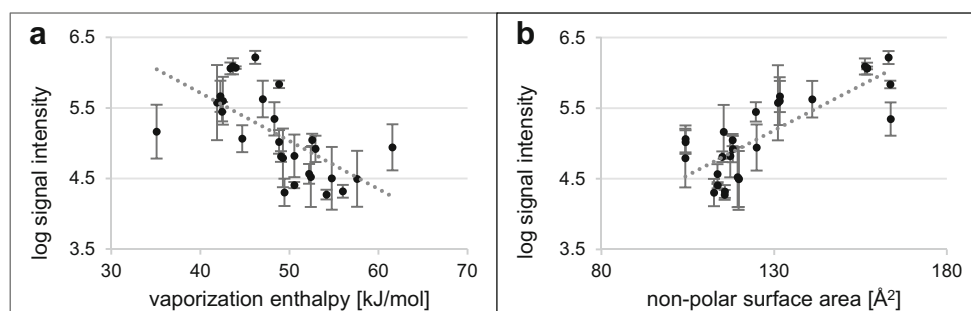 a
6.5
5.5
4.5
3.5
log signal intensity
30 40 50 60 70
vaporization enthalpy [kJ/mol]
b
6.5
5.5
4.5
3.5
log signal intensity
80 130 180
non-polar surface area [Å²]